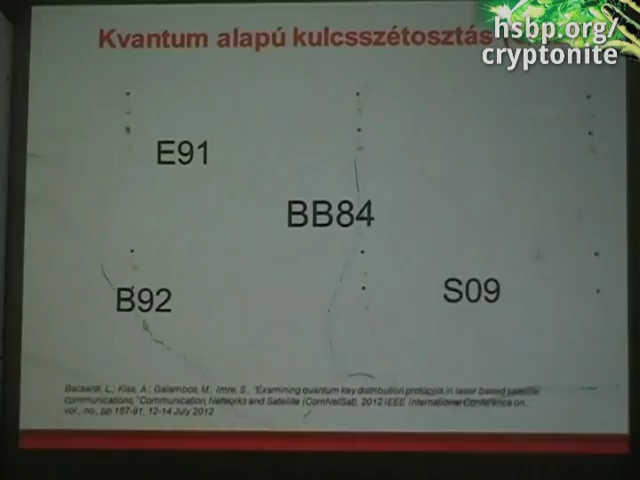 hsbp.org/
cryptonite
Kvantum alapú kulcsszétosztás
E91
BB84
B92
S09
Bacsardi, L.; Kiss, A.; Galambos, M.; Imre, S., "Examining quantum key distribution protocols in laser based satellite
communications," Communication, Networks and Satellite (ComNetSat), 2012 IEEE International Conference on ,
vol., no., pp.187-91, 12-14 July 2012